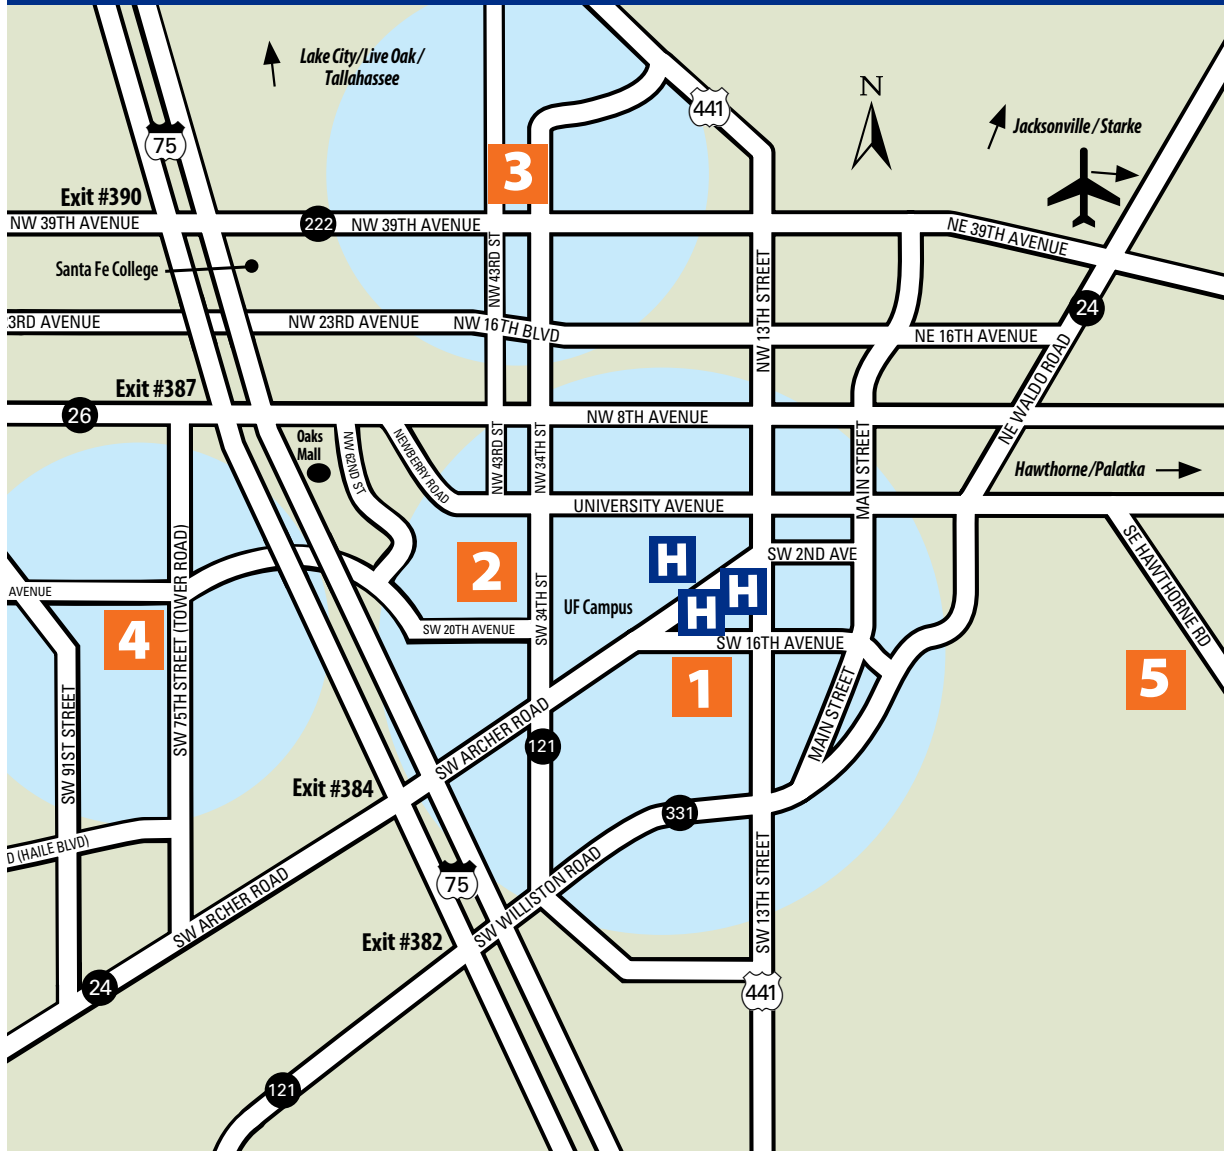 Lake City/Live Oak/
Tallahassee
N
441
Jacksonville / Starke
75
3
Exit #390
NW 39TH AVENUE
222
NW 39TH AVENUE
NE 39TH AVENUE
Santa Fe College
NW 43RD ST
NW 13TH STREET
24
3RD AVENUE
NW 23RD AVENUE
NW 16TH BLVD
NE 16TH AVENUE
NE WALDO ROAD
Exit #387
26
NW 8TH AVENUE
Oaks
Mall
NW 62ND ST
NEWBERRY ROAD
NW 43RD ST
NW 34TH ST
MAIN STREET
Hawthorne/Palatka
UNIVERSITY AVENUE
SE HAWTHORNE RD
SW 2ND AVE
H
H
H
2
UF Campus
AVENUE
SW 75TH STREET (TOWER ROAD)
SW 34TH ST
4
SW 20TH AVENUE
SW 16TH AVENUE
1
5
SW 91ST STREET
MAIN STREET
SW ARCHER ROAD
121
Exit #384
331
D (HAILE BLVD)
75
SW ARCHER ROAD
SW WILLISTON ROAD
SW 13TH STREET
Exit #382
24
441
121